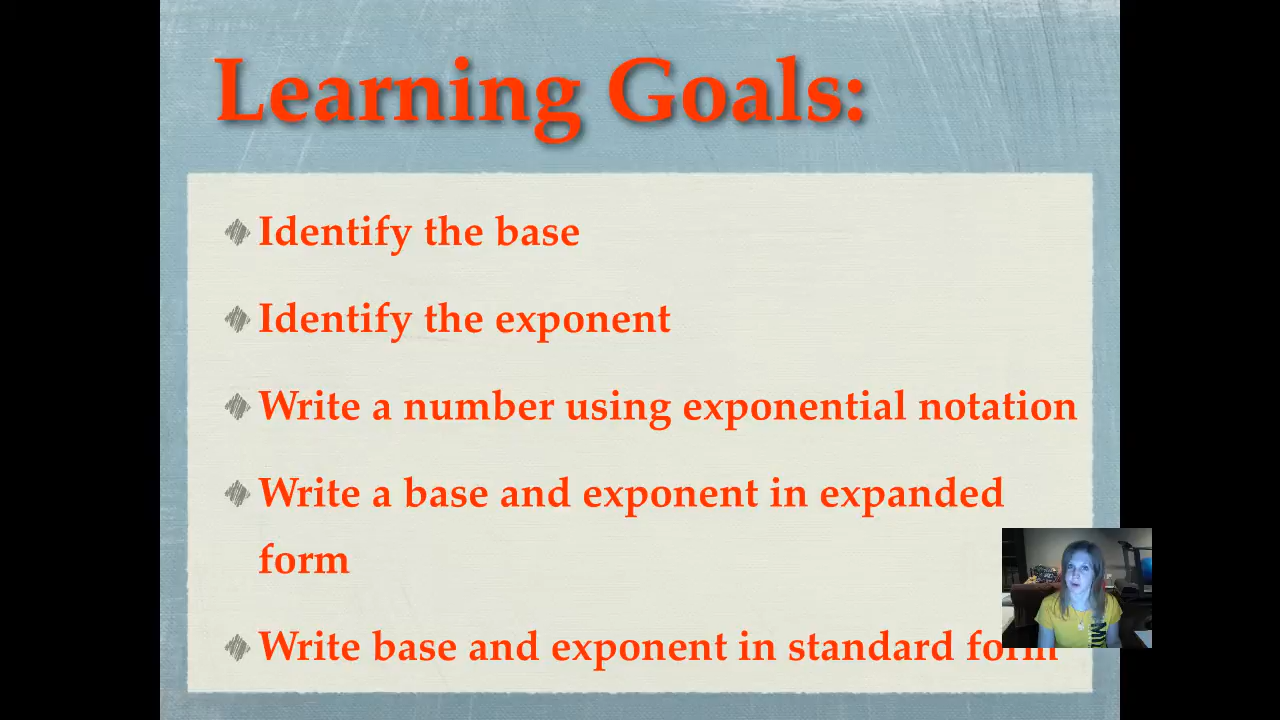 Learning Goals:
Identify the base
Identify the exponent
Write a number using exponential notation
Write a base and exponent in expanded
form
Write base and exponent in standard form